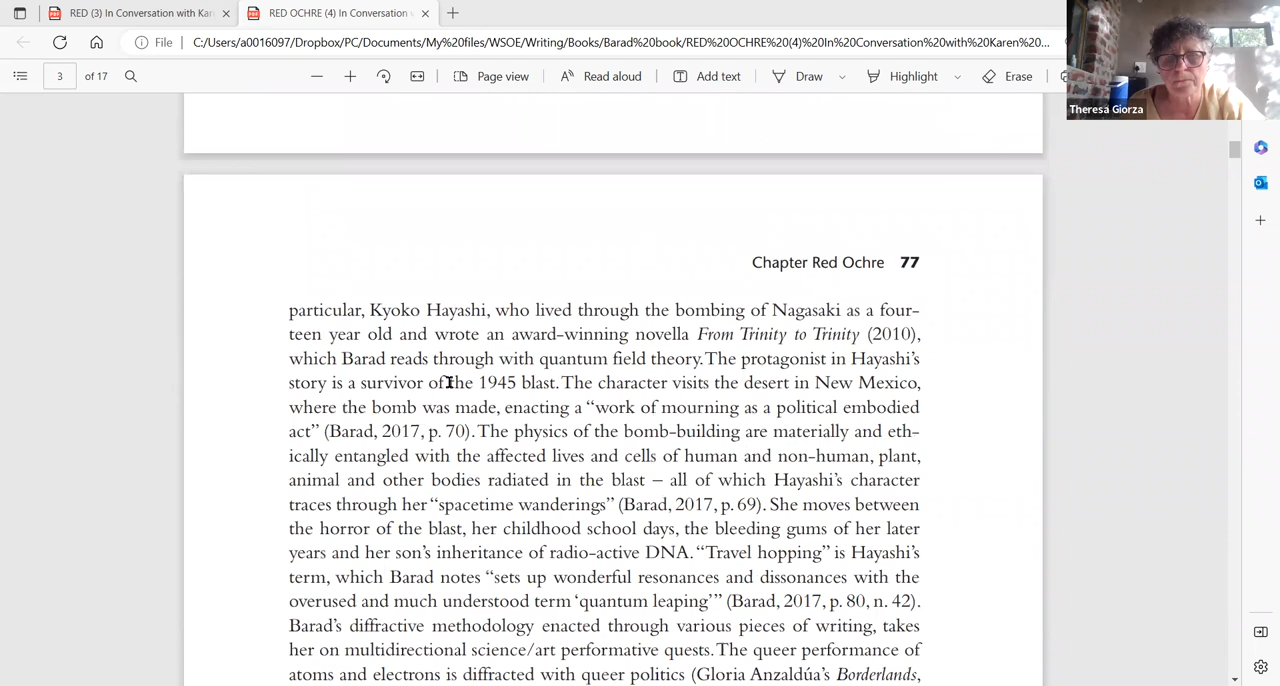 RED (3) In Conversation with Kar
RED OCHRE (4) In Conversation
File
C:/Users/a0016097/Dropbox/PC/Documents/My%20files/WSOE/Writing/Books/Barad%20book/RED%20OCHRE%20(4)%20In%20Conversation%20with%20Karen%20...
3 of 17
Page view
Read aloud
Add text
Draw
Highlight
Erase
Theresa Giorza
Chapter Red Ochre 77
particular, Kyoko Hayashi, who lived through the bombing of Nagasaki as a four-
teen year old and wrote an award-winning novella From Trinity to Trinity (2010),
which Barad reads through with quantum field theory. The protagonist in Hayashi's
story is a survivor of the 1945 blast. The character visits the desert in New Mexico,
where the bomb was made, enacting a “work of mourning as a political embodied
act” (Barad, 2017, p. 70). The physics of the bomb-building are materially and eth-
ically entangled with the affected lives and cells of human and non-human, plant,
animal and other bodies radiated in the blast – all of which Hayashi's character
traces through her “spacetime wanderings” (Barad, 2017, p. 69). She moves between
the horror of the blast, her childhood school days, the bleeding gums of her later
years and her son's inheritance of radio-active DNA. “Travel hopping” is Hayashi's
term, which Barad notes “sets up wonderful resonances and dissonances with the
overused and much understood term ‘quantum leaping’” (Barad, 2017, p. 80, n. 42).
Barad's diffractive methodology enacted through various pieces of writing, takes
her on multidirectional science/art performative quests. The queer performance of
atoms and electrons is diffracted with queer politics (Gloria Anzaldúa's Borderlands,